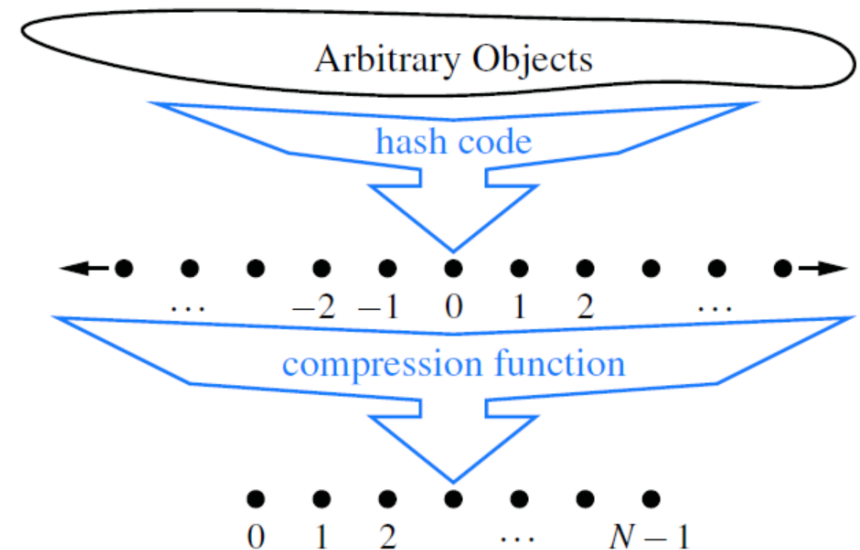 Arbitrary Objects
hash code
... −2 −1 0 1 2 ...
compression function
0 1 2 ... N − 1